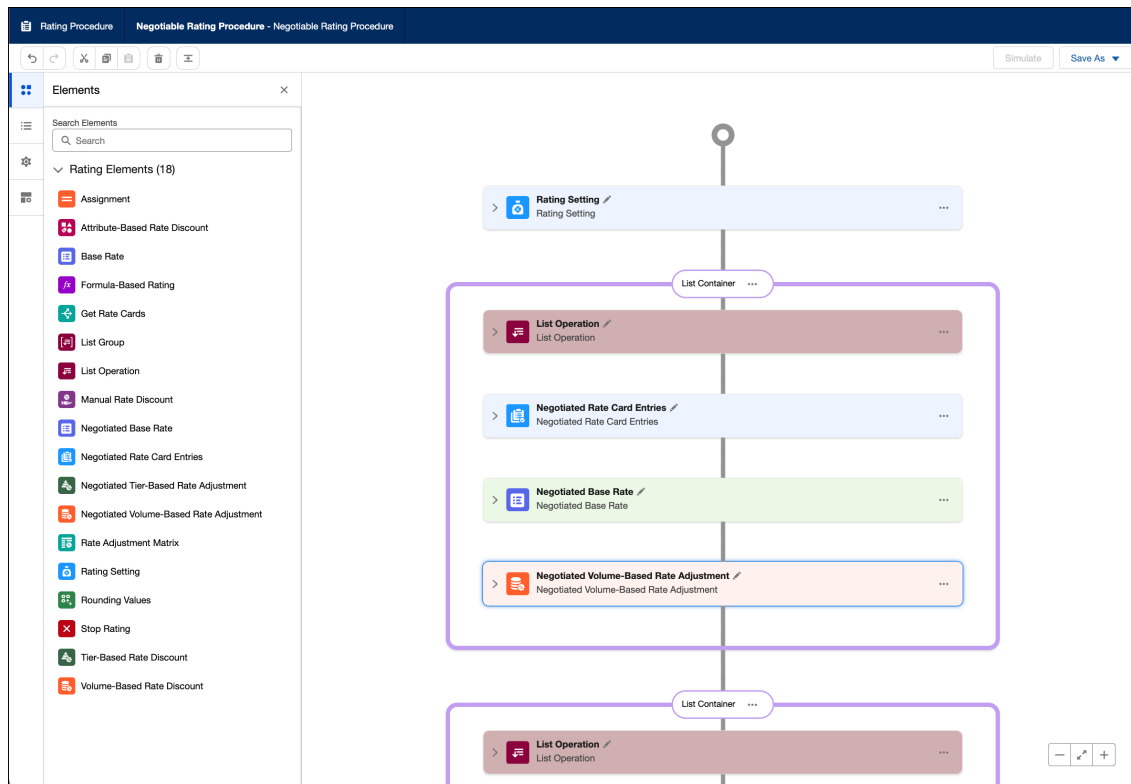 Rating Procedure
Negotiable Rating Procedure - Negotiable Rating Procedure
Simulate
Save As
Elements
Search Elements
Search
Rating Elements (18)
Assignment
Attribute-Based Rate Discount
Base Rate
Formula-Based Rating
Get Rate Cards
List Group
List Operation
Manual Rate Discount
Negotiated Base Rate
Negotiated Rate Card Entries
Negotiated Tier-Based Rate Adjustment
Negotiated Volume-Based Rate Adjustment
Rate Adjustment Matrix
Rating Setting
Rounding Values
Stop Rating
Tier-Based Rate Discount
Volume-Based Rate Discount
Rating Setting
Rating Setting
List Container
List Operation
List Operation
Negotiated Rate Card Entries
Negotiated Rate Card Entries
Negotiated Base Rate
Negotiated Base Rate
Negotiated Volume-Based Rate Adjustment
Negotiated Volume-Based Rate Adjustment
List Container
List Operation
List Operation